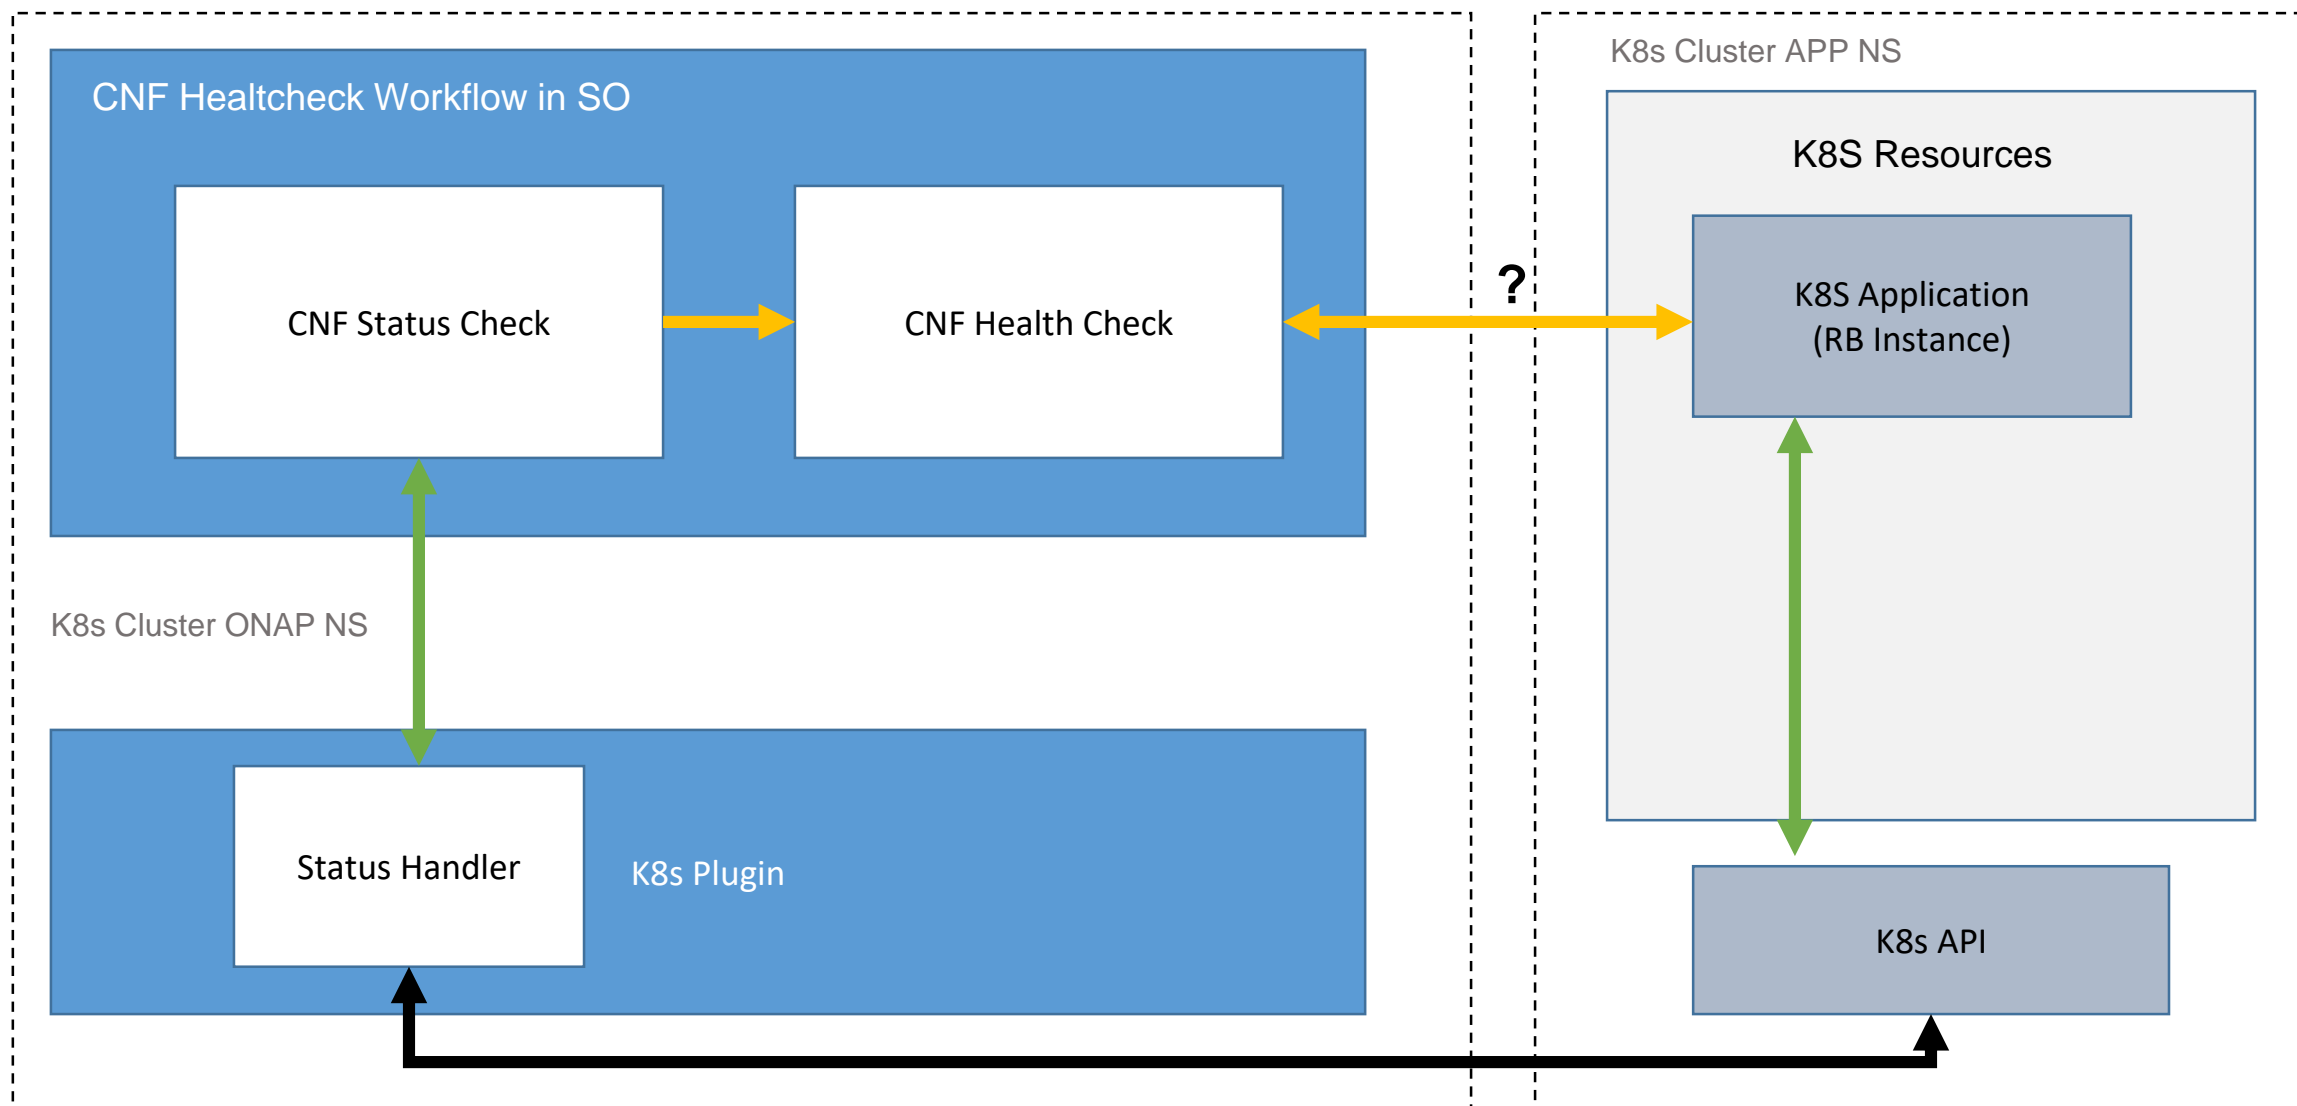 CNF Healtcheck Workflow in SO
CNF Status Check
CNF Health Check
K8s Cluster ONAP NS
Status Handler
K8s Plugin
?
K8s Cluster APP NS
K8S Resources
K8S Application
(RB Instance)
K8s API